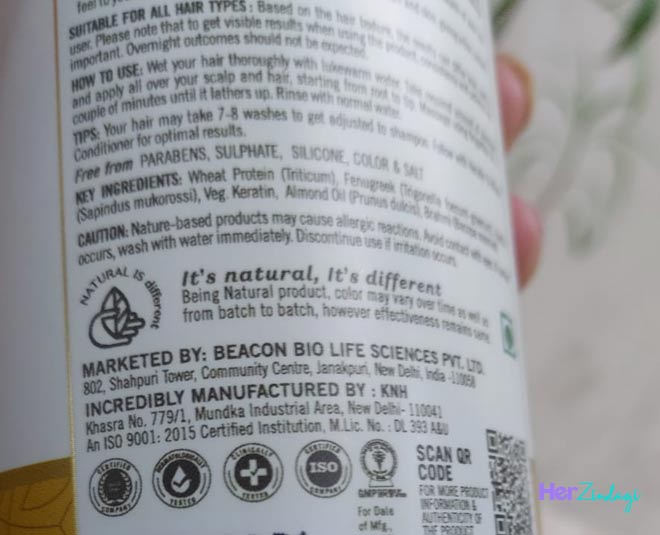 feel to y
SUITABLE FOR ALL HAIR TYPES : Based on the hair texture, the results can
user. Please note that to get visible results when using the product, consistency is
important. Overnight outcomes should not be expected.
HOW TO USE: Wet your hair thoroughly with lukewarm water. Take
and apply all over your scalp and hair, starting from root to tip. Massage
couple of minutes until it lathers up. Rinse with normal water.
TIPS: Your hair may take 7-8 washes to get adjusted to shampoo. Follow with
Conditioner for optimal results.
Free from PARABENS, SULPHATE, SILICONE, COLOR & SALT
KEY INGREDIENTS: Wheat Protein (Triticum), Fenugreek (Trigonella
(Sapindus mukorossi), Veg. Keratin, Almond Oil (Prunus dulcis), Brahmi (Bacopa
CAUTION: Nature-based products may cause allergic reactions. Avoid contact with eyes.
occurs, wash with water immediately. Discontinue use if irritation occurs.
NATURAL IS different
It's natural, It's different
Being Natural product, color may vary over time as well as
from batch to batch, however effectiveness remains same.
MARKETED BY: BEACON BIO LIFE SCIENCES PVT. LTD.
802, Shahpuri Tower, Community Centre, Janakpuri, New Delhi, India -110058
INCREDIBLY MANUFACTURED BY : KNH
Khasra No. 779/1, Mundka Industrial Area, New Delhi- 110041
An ISO 9001: 2015 Certified Institution, M.Lic. No. : DL 393 A&U
CERTIFIED COMPANY
DERMATOLOGICALLY TESTED
CLINICALLY TESTED
CERTIFIED ISO COMPANY
GMP
For Date
of Mfg.,
SCAN QR
CODE
FOR MORE PRODUCT
INFORMATION &
AUTHENTICITY OF
THE PRODUCT
HerZindagi